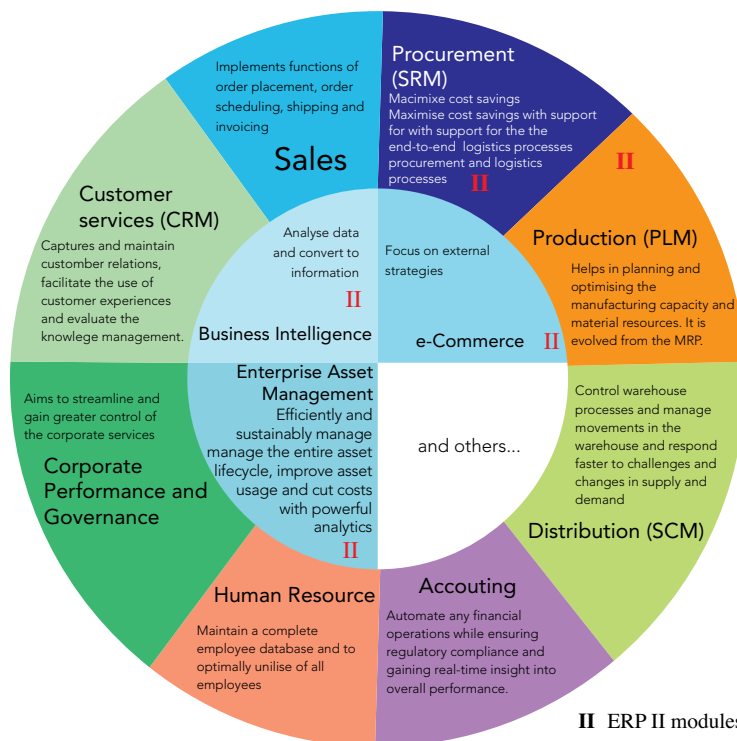 Implements functions of
order placement, order
scheduling, shipping and
invoicing
Sales
Procurement
(SRM)
Macimixe cost savings
Maximise cost savings with support
for with support for the the
end-to-end logistics processes
procurement and logistics
processes
II
II
Production (PLM)
Helps in planning and
optimising the
manufacturing capacity and
material resources. It is
evolved from the MRP.
Customer
services (CRM)
Captures and maintain
customber relations,
facilitate the use of
customer experiences
and evaluate the
knowlege management.
Analyse data
and convert to
information
II
Business Intelligence
Focus on external
strategies
e-Commerce II
Enterprise Asset
Management
Efficiently and
sustainably manage
manage the entire asset
lifecycle, improve asset
usage and cut costs
with powerful
analytics
II
and others...
Aims to streamline and
gain greater control of
the corporate services
Corporate
Performance and
Governance
Control warehouse
processes and manage
movements in the
warehouse and respond
faster to challenges and
changes in supply and
demand
Distribution (SCM)
Human Resource
Maintain a complete
employee database and to
optimally unilise of all
employees
Accouting
Automate any financial
operations while ensuring
regulatory compliance and
gaining real-time insight into
overall performance.
II ERP II modules